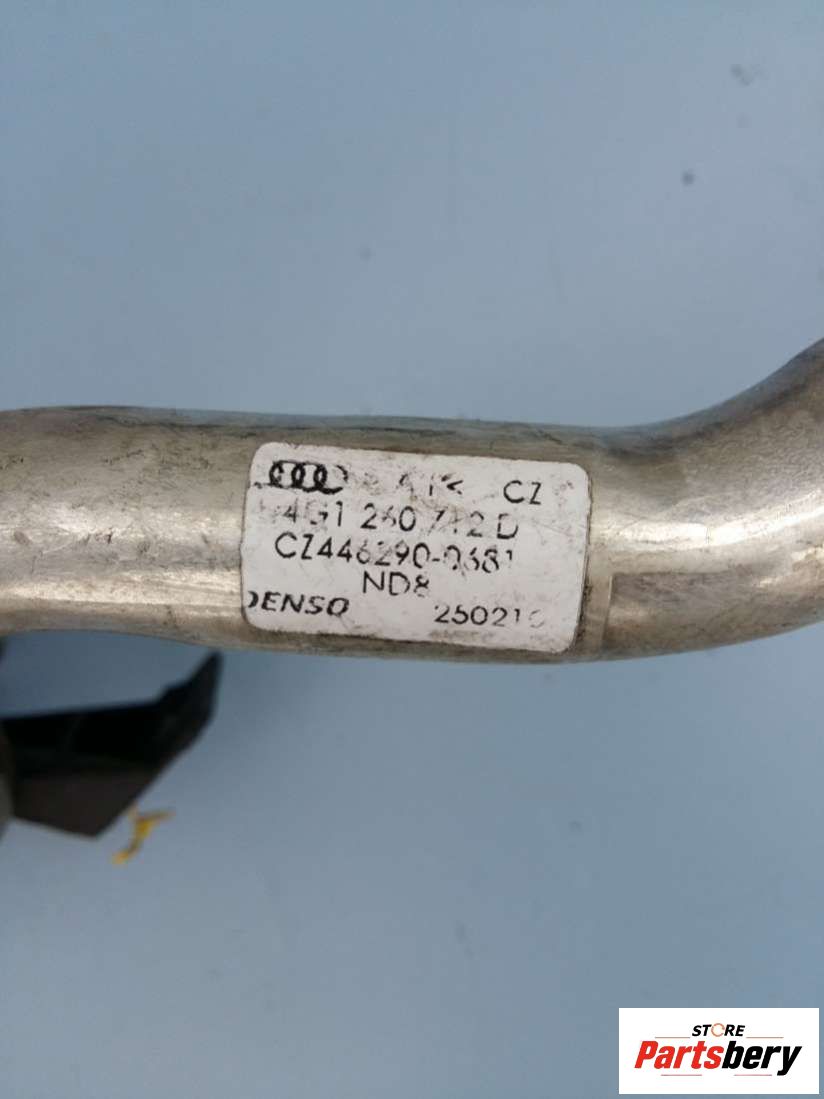 CZ
4G1 260 712 D
CZ446290-0681
ND8
DENSO
STORE
Partsbery